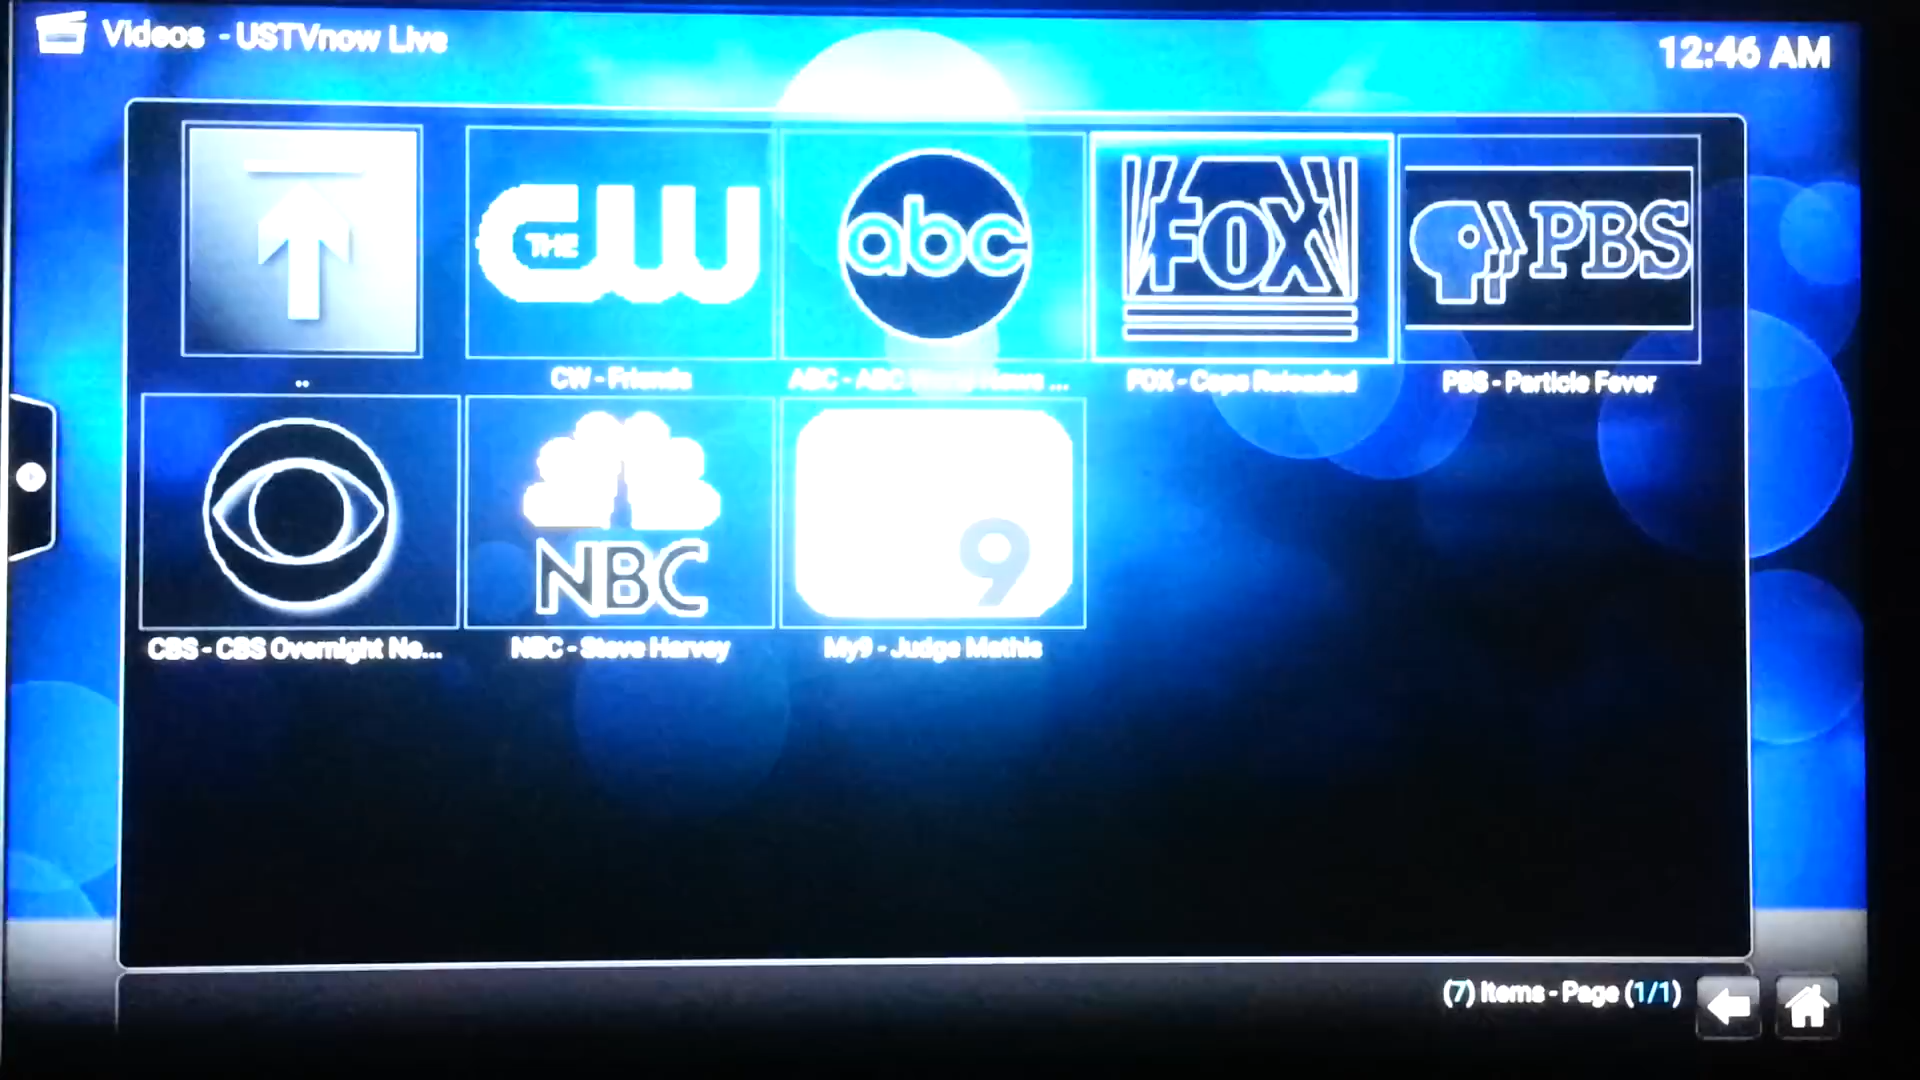 Videos - USTVnow Live
12:46 AM
THE CW
abc
FOX
PBS
..
CW - Friends
ABC - ABC World News ...
FOX - Cops Reloaded
PBS - Particle Fever
NBC
9
CBS - CBS Overnight Ne...
NBC - Steve Harvey
My9 - Judge Mathis
(7) Items - Page (1/1)